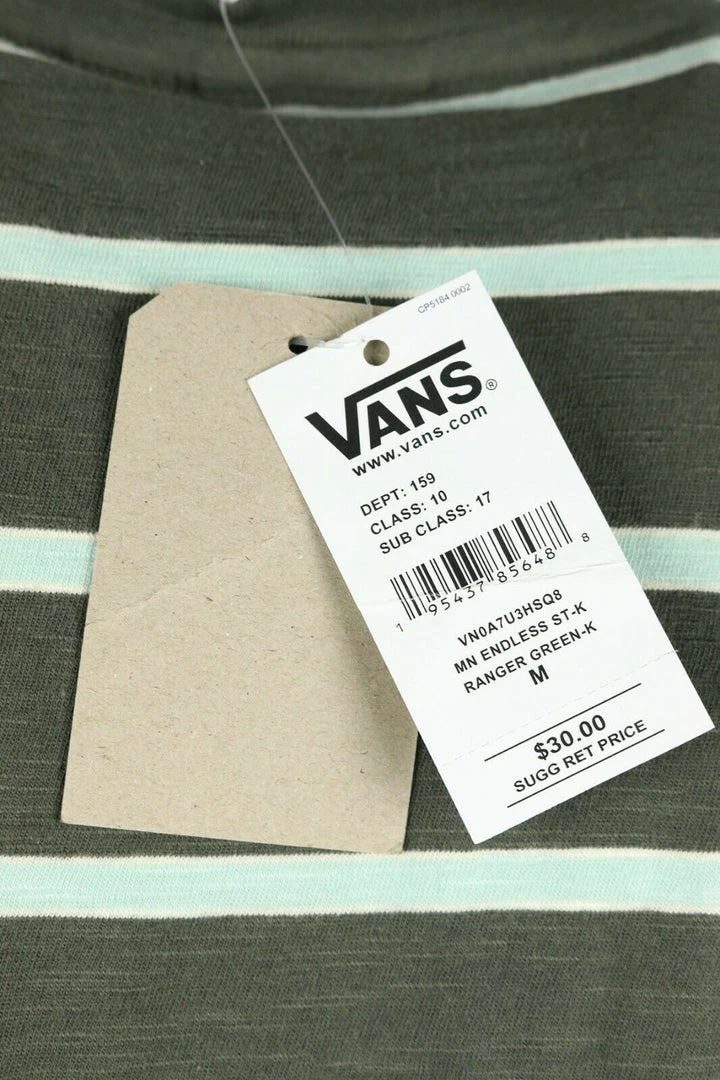 CP5184 0002
VANS®
www.vans.com
DEPT: 159
CLASS: 10
SUB CLASS: 17
1 95437 85648 8
VN0A7U3HSQ8
MN ENDLESS ST-K
RANGER GREEN-K
M
$30.00
SUGG RET PRICE